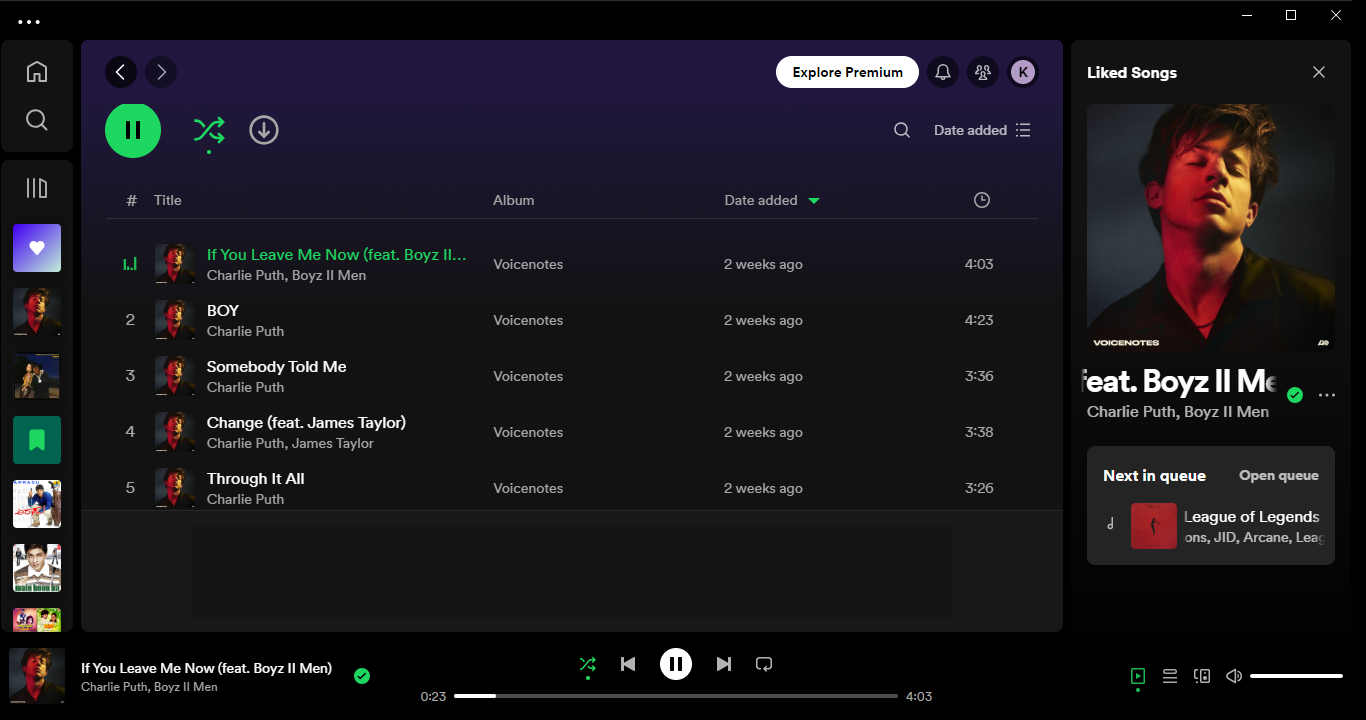 Explore Premium
K
Date added
# Title Album Date added
If You Leave Me Now (feat. Boyz II...
Charlie Puth, Boyz II Men
Voicenotes
2 weeks ago
4:03
2
BOY
Charlie Puth
Voicenotes
2 weeks ago
4:23
3
Somebody Told Me
Charlie Puth
Voicenotes
2 weeks ago
3:36
4
Change (feat. James Taylor)
Charlie Puth, James Taylor
Voicenotes
2 weeks ago
3:38
5
Through It All
Charlie Puth
Voicenotes
2 weeks ago
3:26
Liked Songs
VOICENOTES
feat. Boyz II Me
Charlie Puth, Boyz II Men
Next in queue
Open queue
League of Legends
ons, JID, Arcane, Leag
If You Leave Me Now (feat. Boyz II Men)
Charlie Puth, Boyz II Men
0:23
4:03